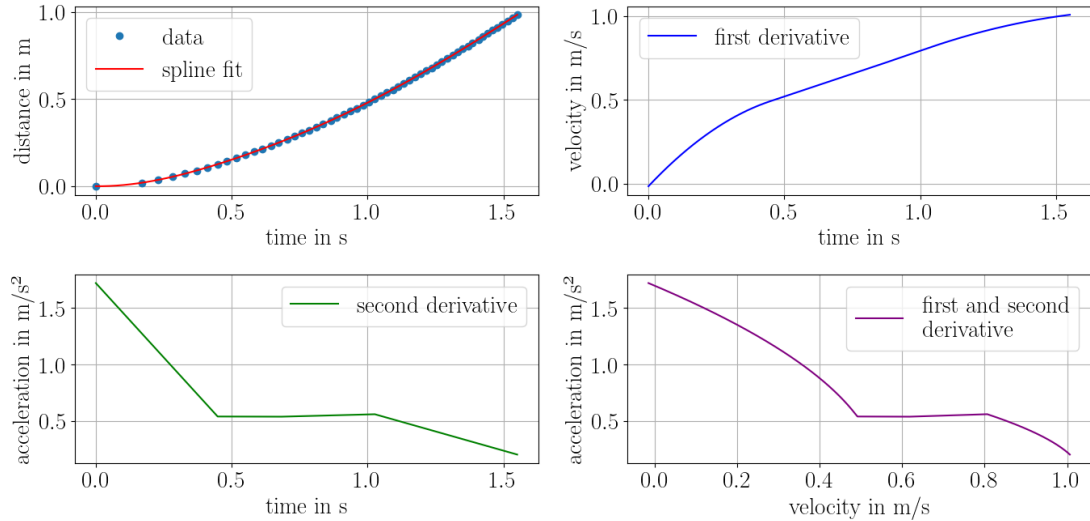 1.0
0.5
0.0
distance in m
data
spline fit
0.0
0.5
1.0
1.5
time in s
1.0
0.5
0.0
velocity in m/s
first derivative
0.0
0.5
1.0
1.5
time in s
1.5
1.0
0.5
acceleration in m/s²
second derivative
0.0
0.5
1.0
1.5
time in s
1.5
1.0
0.5
acceleration in m/s²
first and second
derivative
0.0
0.2
0.4
0.6
0.8
1.0
velocity in m/s